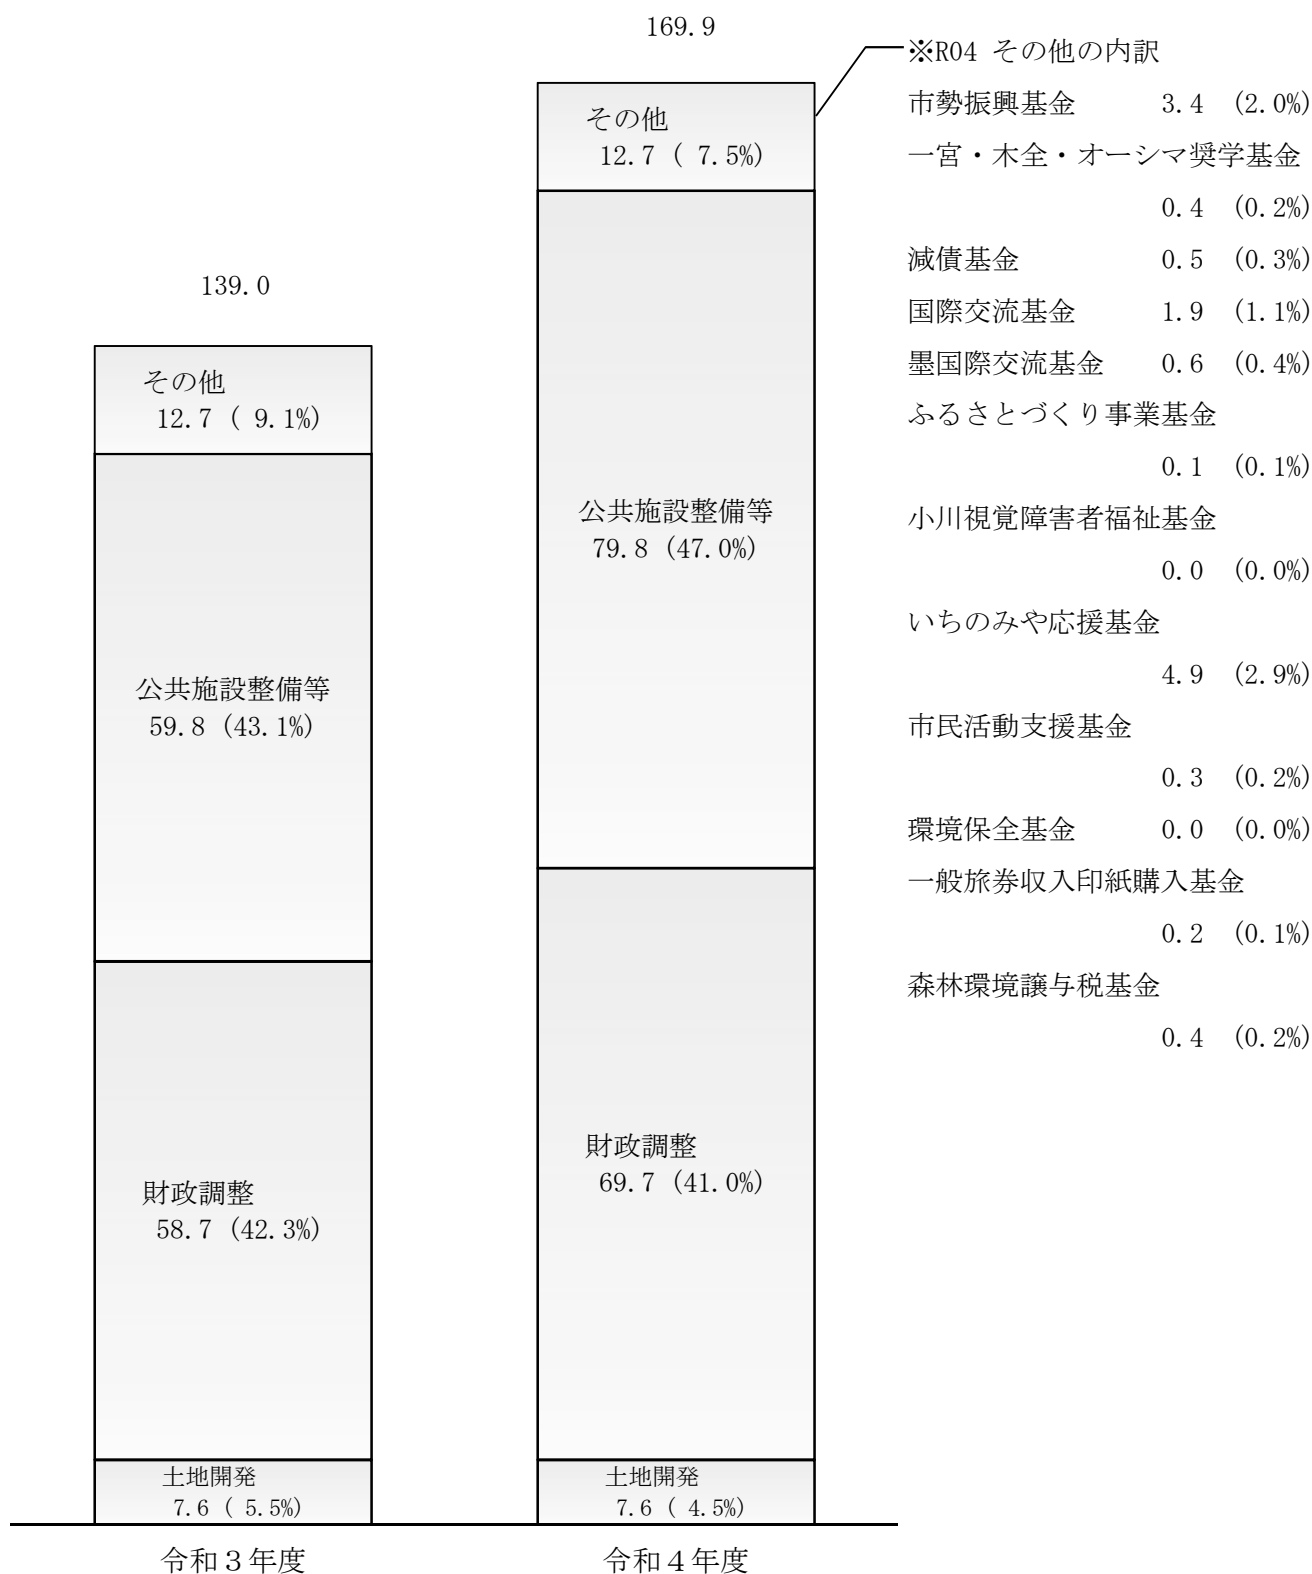 139.0
その他
12.7 ( 9.1%)
公共施設整備等
59.8 (43.1%)
財政調整
58.7 (42.3%)
土地開発
7.6 ( 5.5%)
令和３年度
169.9
その他
12.7 ( 7.5%)
公共施設整備等
79.8 (47.0%)
財政調整
69.7 (41.0%)
土地開発
7.6 ( 4.5%)
令和４年度
※R04 その他の内訳
市勢振興基金 3.4 (2.0%)
一宮・木全・オーシマ奨学基金
0.4 (0.2%)
減債基金 0.5 (0.3%)
国際交流基金 1.9 (1.1%)
墨国際交流基金 0.6 (0.4%)
ふるさとづくり事業基金
0.1 (0.1%)
小川視覚障害者福祉基金
0.0 (0.0%)
いちのみや応援基金
4.9 (2.9%)
市民活動支援基金
0.3 (0.2%)
環境保全基金 0.0 (0.0%)
一般旅券収入印紙購入基金
0.2 (0.1%)
森林環境譲与税基金
0.4 (0.2%)